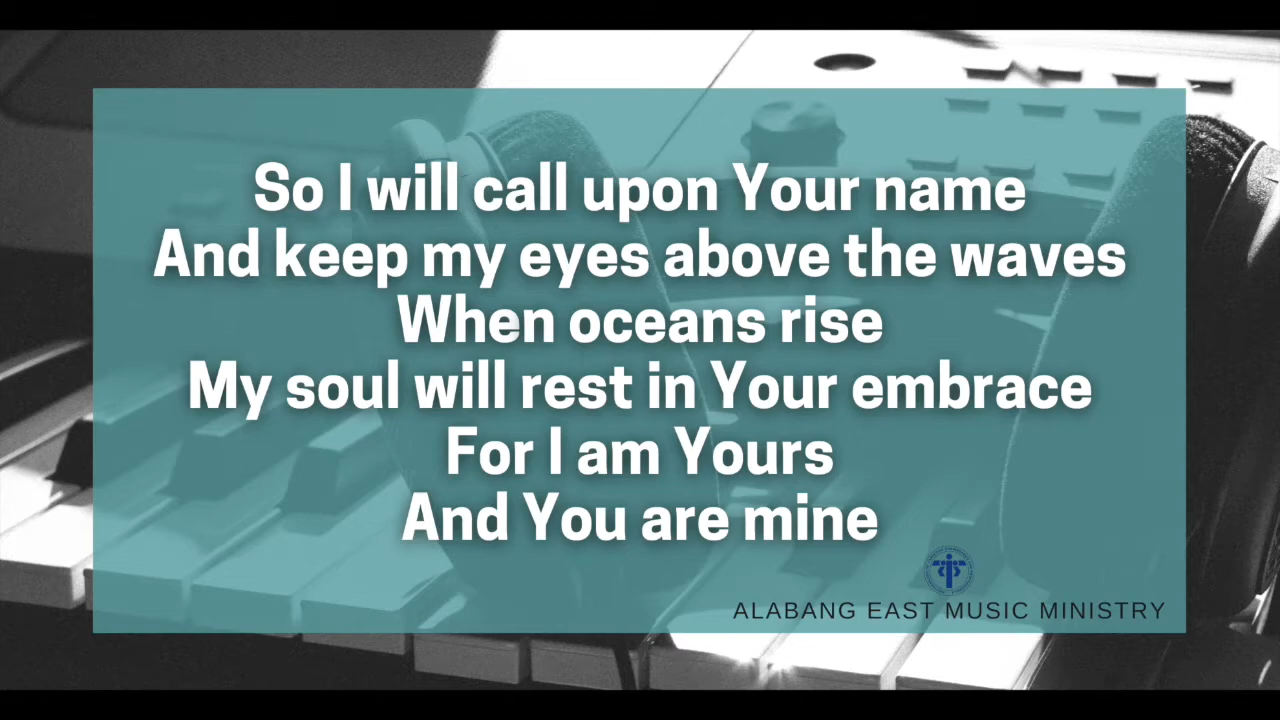 So I will call upon Your name
And keep my eyes above the waves
When oceans rise
My soul will rest in Your embrace
For I am Yours
And You are mine
ALABANG EAST MUSIC MINISTRY